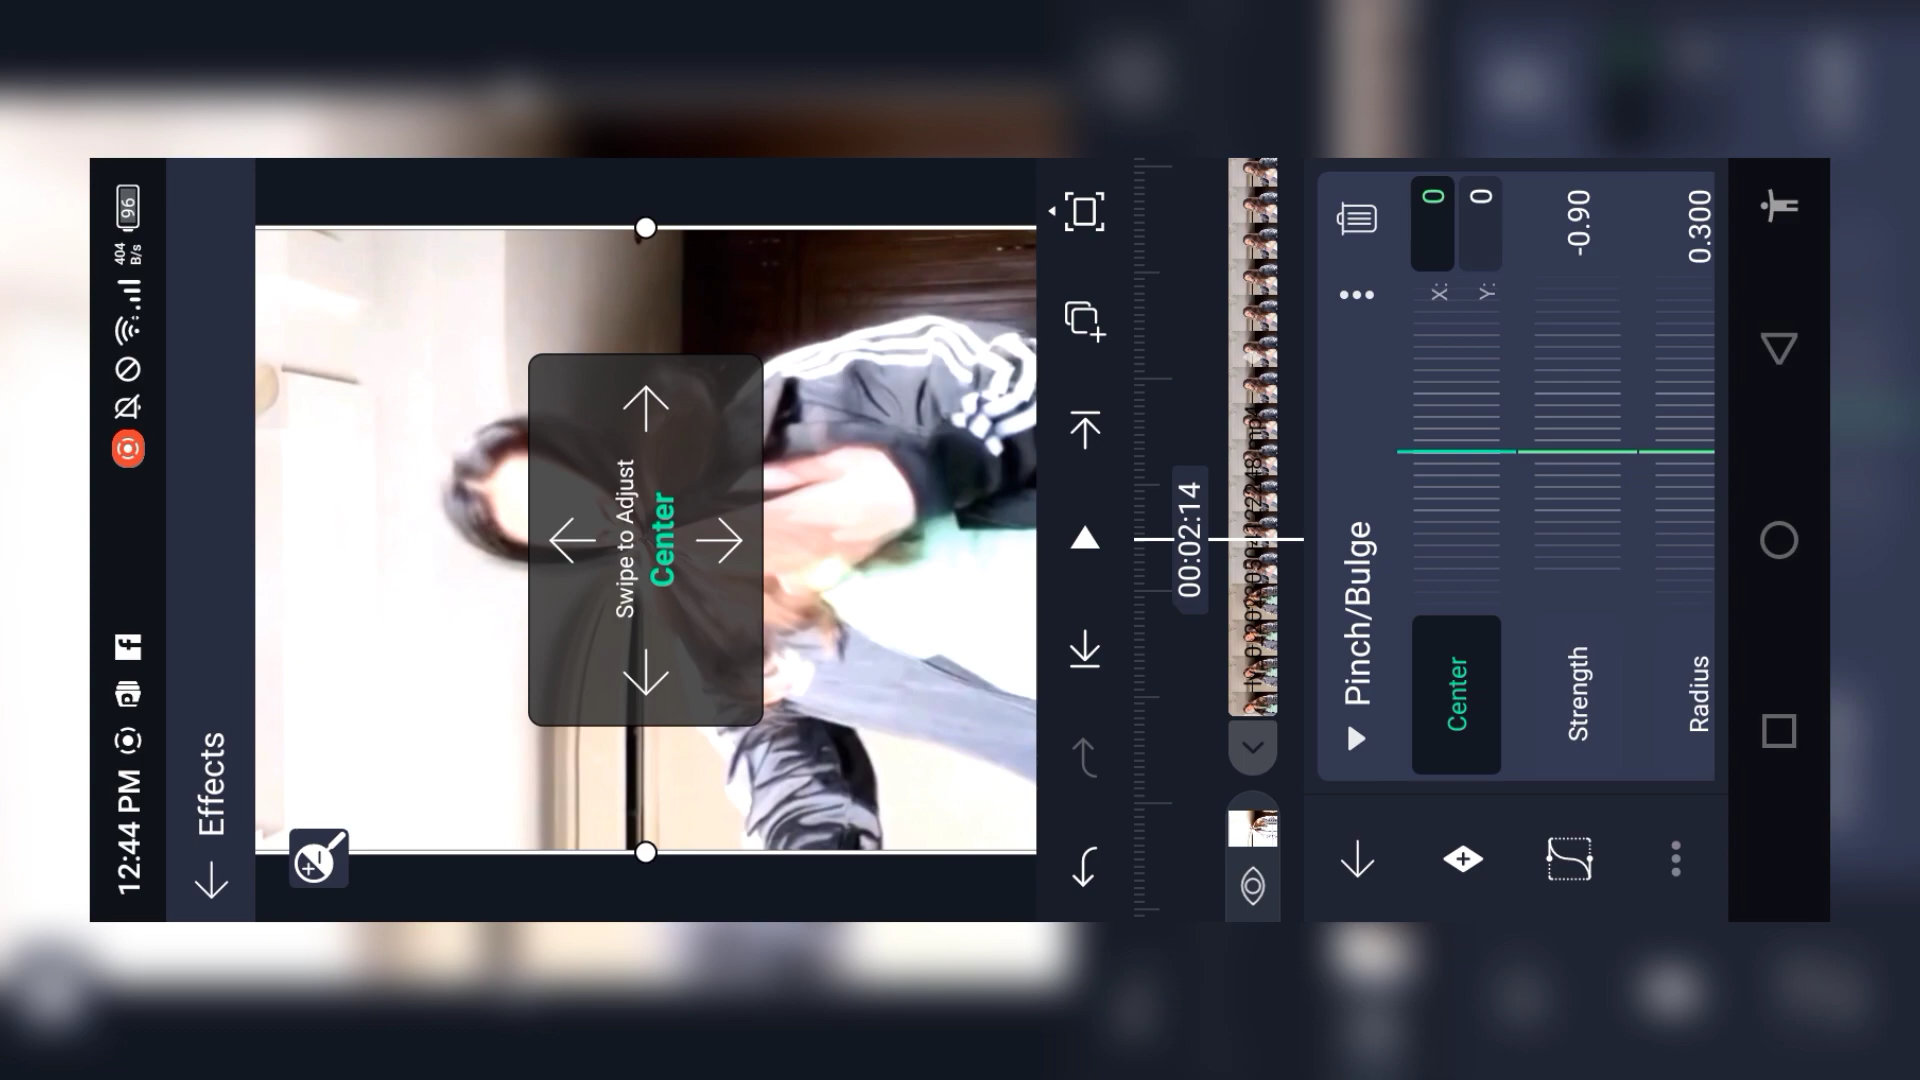 12:44 PM
404
B/s
96
Effects
Swipe to Adjust
Center
00:02:14
Pinch/Bulge
Center
X:
0
Y:
0
Strength
-0.90
Radius
0.300